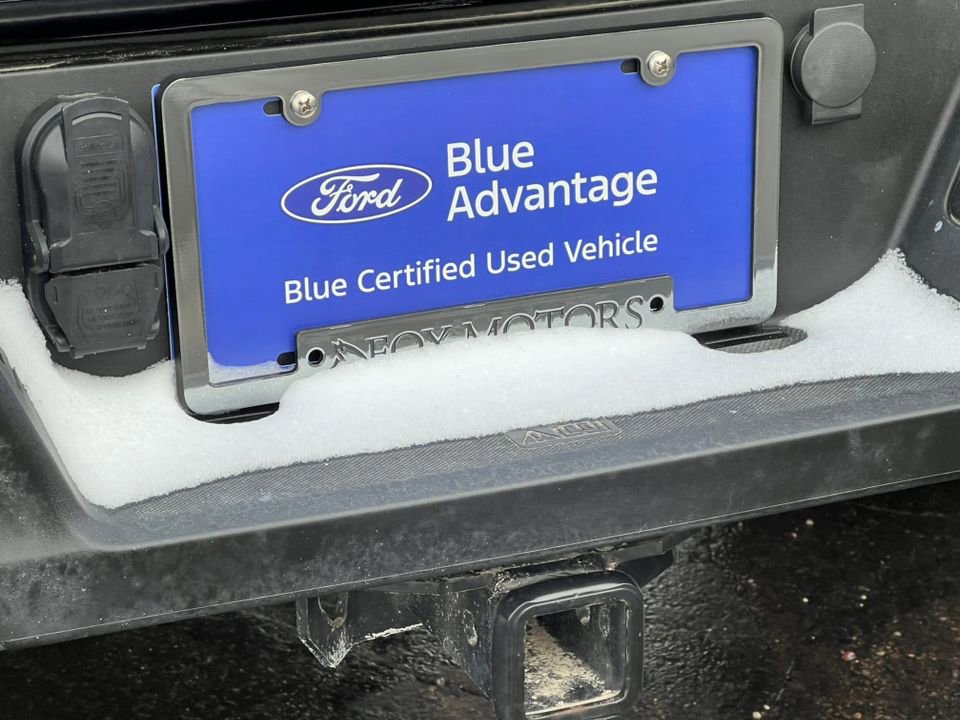 Ford
Blue
Advantage
Blue Certified Used Vehicle
FOX MOTORS